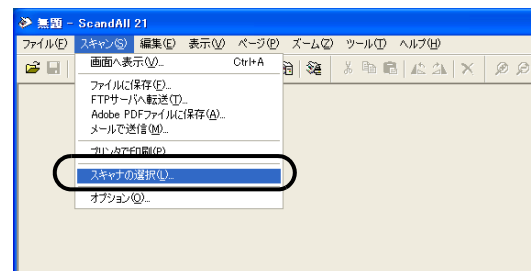 無題 - ScandAll 21
ファイル(F) スキャン(S) 編集(E) 表示(V) ページ(P) ズーム(Z) ツール(T) ヘルプ(H)
画面へ表示(V)... Ctrl+A
ファイルに保存(F)...
FTPサーバへ転送(T)...
Adobe PDFファイルに保存(A)...
メールで送信(M)...
プリンタで印刷(P)...
スキャナの選択(L)...
オプション(O)...